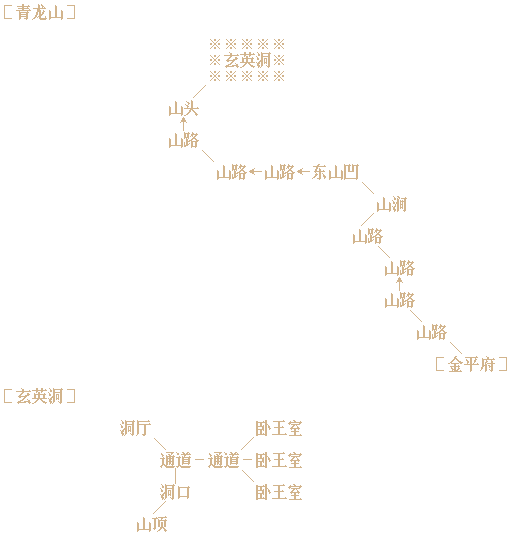 ［青龙山］
※※※※※
※玄英洞※
※※※※※
山头
山路
山路←山路←东山凹
山涧
山路
山路
山路
山路
［金平府］
［玄英洞］
洞厅 卧王室
通道－通道－卧王室
洞口 卧王室
山顶